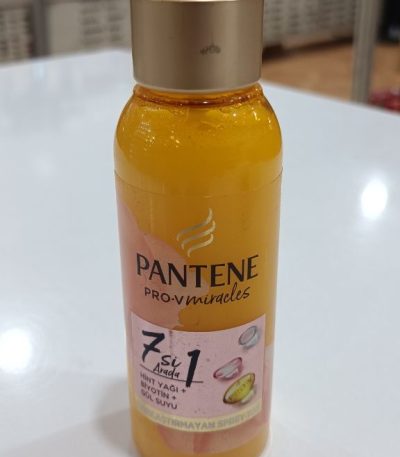 PANTENE
PRO-V miracles
7 si 1
Arada
HİNT YAĞI +
BİYOTİN +
GÜL SUYU